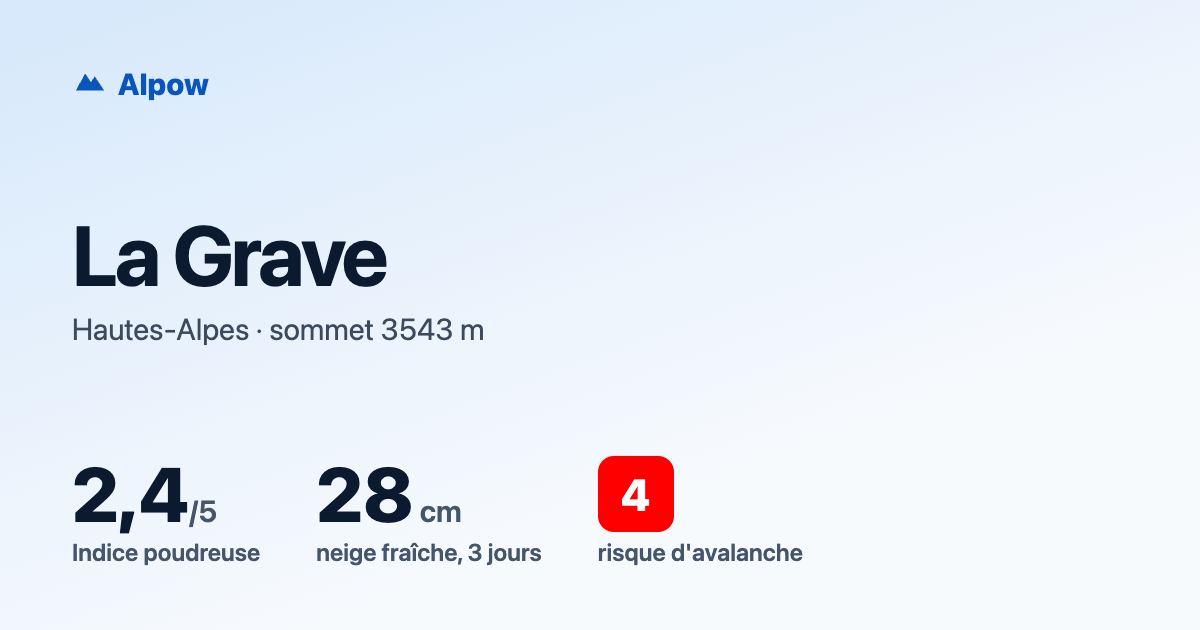 Alpow
La Grave
Hautes-Alpes · sommet 3543 m
2,4/5
Indice poudreuse
28 cm
neige fraîche, 3 jours
4
risque d'avalanche